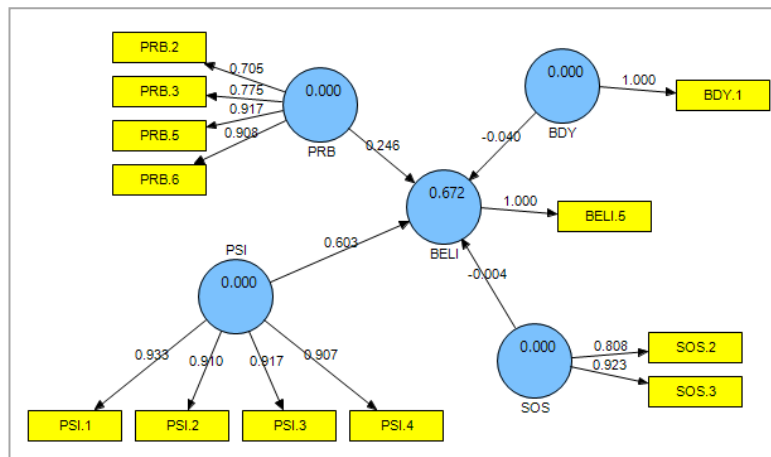 PRB.2
0.705
PRB.3
0.775
PRB.5
0.917
PRB.6
0.908
0.000
PRB
0.246
0.000
BDY
1.000
BDY.1
-0.040
0.672
BELI
1.000
BELI.5
PSI
0.000
0.603
-0.004
0.933
0.910
0.917
0.907
PSI.1
PSI.2
PSI.3
PSI.4
0.000
SOS
0.808
SOS.2
0.923
SOS.3